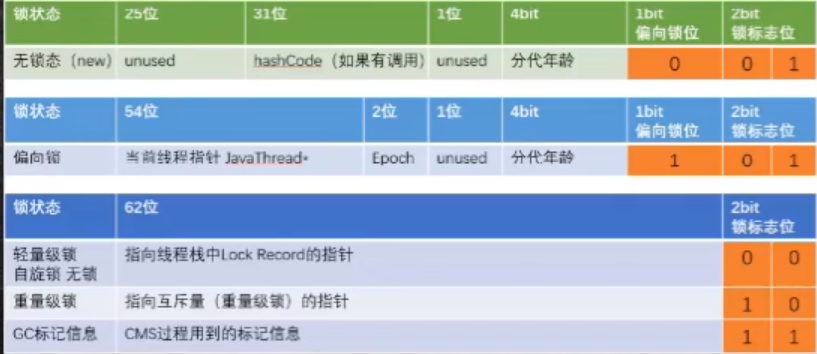 锁状态 25位 31位 1位 4bit 1bit 2bit
偏向锁位 锁标志位
无锁态（new） unused hashCode（如果有调用） unused 分代年龄 0 0 1
锁状态 54位 2位 1位 4bit 1bit 2bit
偏向锁位 锁标志位
偏向锁 当前线程指针 JavaThread* Epoch unused 分代年龄 1 0 1
锁状态 62位 2bit
锁标志位
轻量级锁 指向线程栈中Lock Record的指针 0 0
自旋锁 无锁
重量级锁 指向互斥量（重量级锁）的指针 1 0
GC标记信息 CMS过程用到的标记信息 1 1